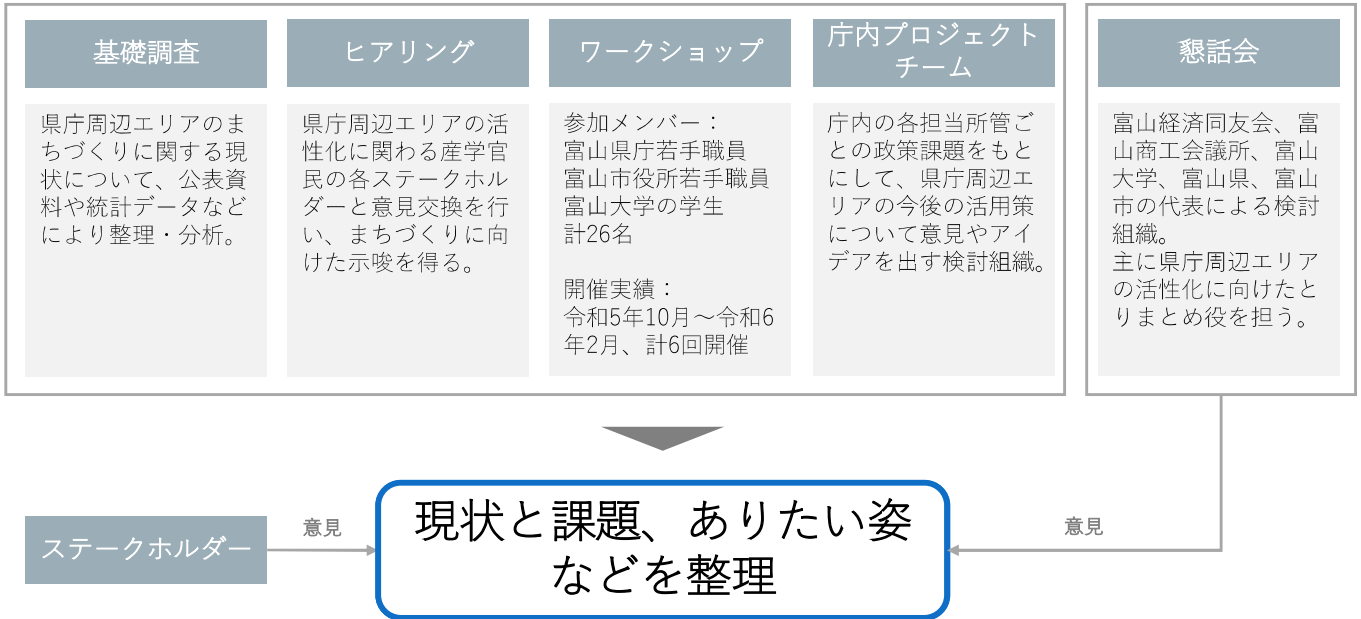 基礎調査
県庁周辺エリアのま
ちづくりに関する現
状について、公表資
料や統計データなど
により整理・分析。
ヒアリング
県庁周辺エリアの活
性化に関わる産学官
民の各ステークホル
ダーと意見交換を行
い、まちづくりに向
けた示唆を得る。
ワークショップ
参加メンバー：
富山県庁若手職員
富山市役所若手職員
富山大学の学生
計26名
開催実績：
令和5年10月～令和6
年2月、計6回開催
庁内プロジェクト
チーム
庁内の各担当所管ご
との政策課題をもと
にして、県庁周辺エ
リアの今後の活用策
について意見やアイ
デアを出す検討組織。
懇話会
富山経済同友会、富
山商工会議所、富山
大学、富山県、富山
市の代表による検討
組織。
主に県庁周辺エリア
の活性化に向けたと
りまとめ役を担う。
ステークホルダー
意見
現状と課題、ありたい姿
などを整理
意見